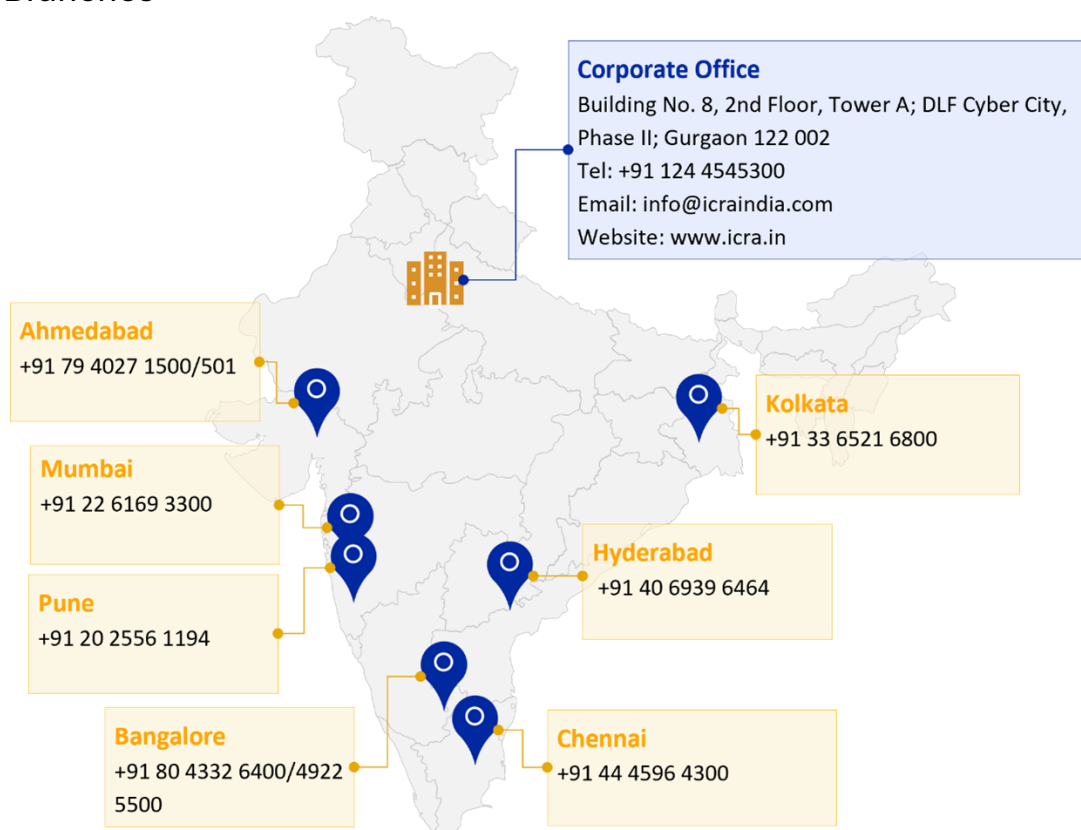 Corporate Office
Building No. 8, 2nd Floor, Tower A; DLF Cyber City,
Phase II; Gurgaon 122 002
Tel: +91 124 4545300
Email: info@icraindia.com
Website: www.icra.in
Ahmedabad
+91 79 4027 1500/501
Kolkata
+91 33 6521 6800
Mumbai
+91 22 6169 3300
Hyderabad
+91 40 6939 6464
Pune
+91 20 2556 1194
Bangalore
+91 80 4332 6400/4922
5500
Chennai
+91 44 4596 4300